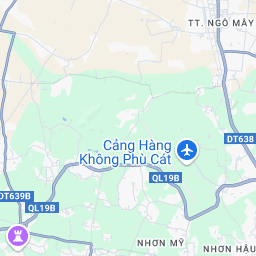 TT. NGÔ MÂY
DT638
Cảng Hàng
Không Phù Cát
QL19B
DT639B
QL19B
NHƠN MỸ
NHƠN HẬU